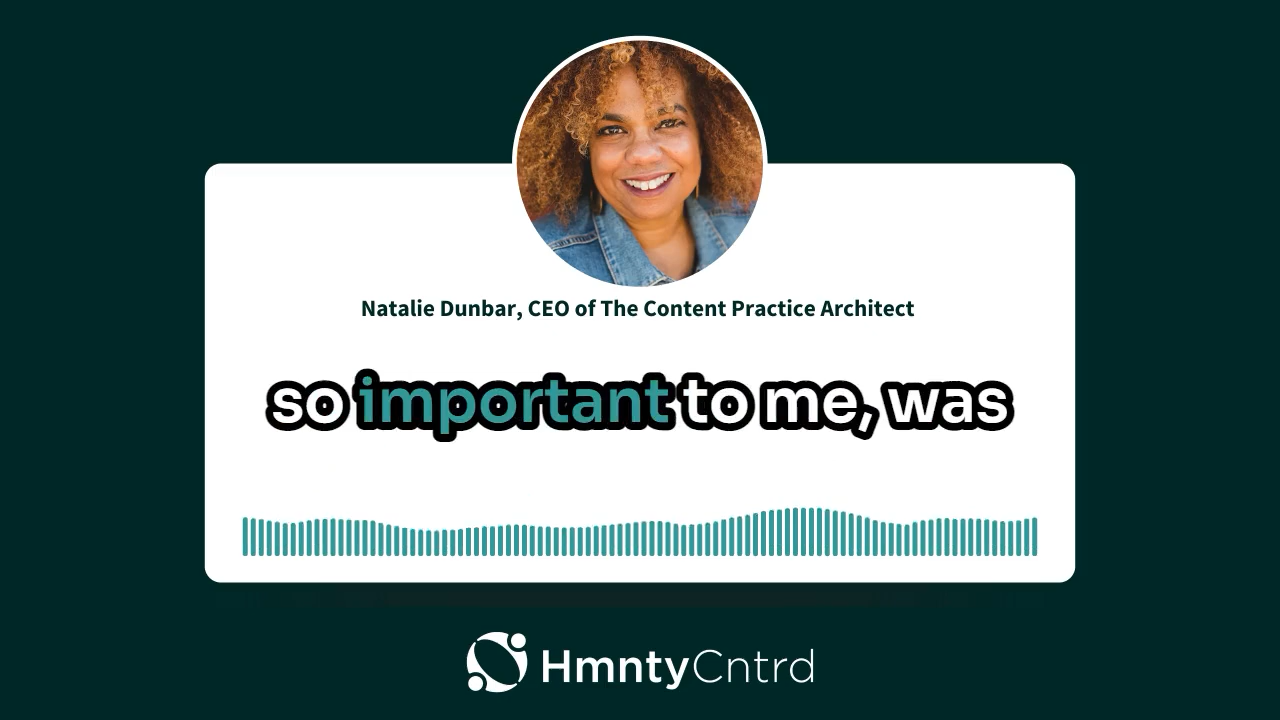 Natalie Dunbar, CEO of The Content Practice Architect
so important to me, was
HmntyCntrd